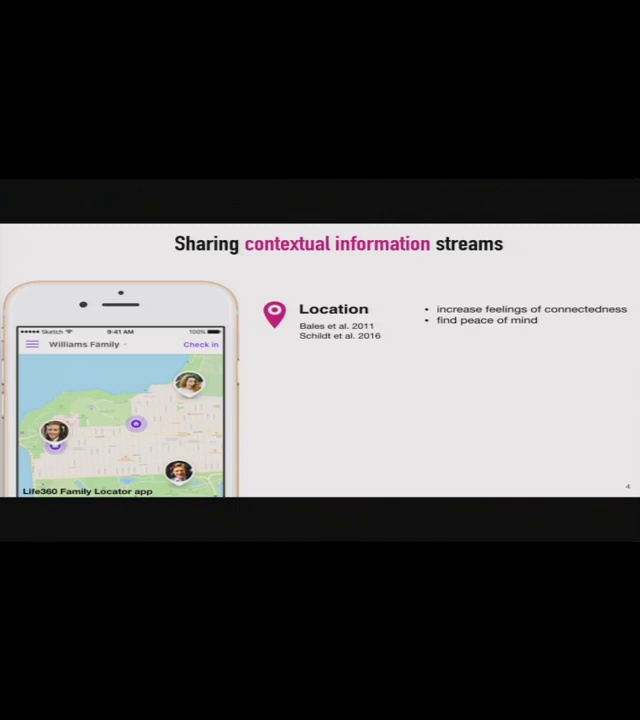 Sharing contextual information streams
Sketch 9:41 AM 100%
Williams Family
Check in
Life360 Family Locator app
Location
Bales et al. 2011
Schildt et al. 2016
• increase feelings of connectedness
• find peace of mind
4